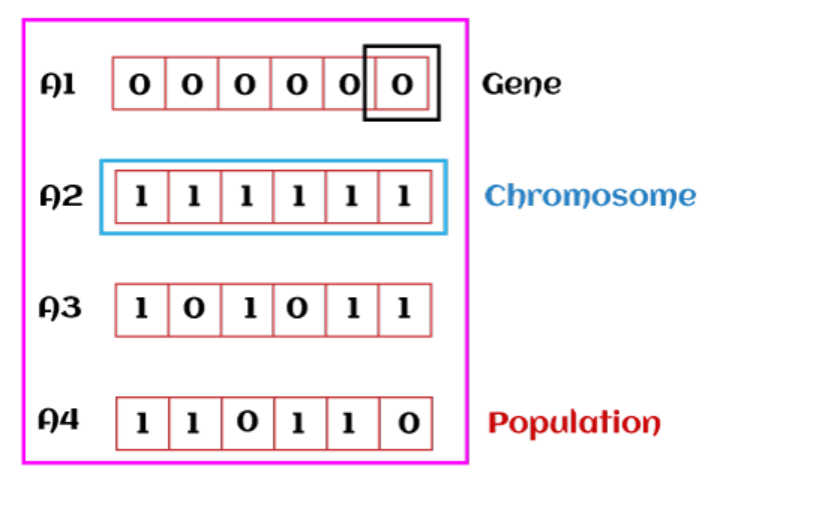 A1 0 0 0 0 0 0 Gene
A2 1 1 1 1 1 1 Chromosome
A3 1 0 1 0 1 1
A4 1 1 0 1 1 0 Population